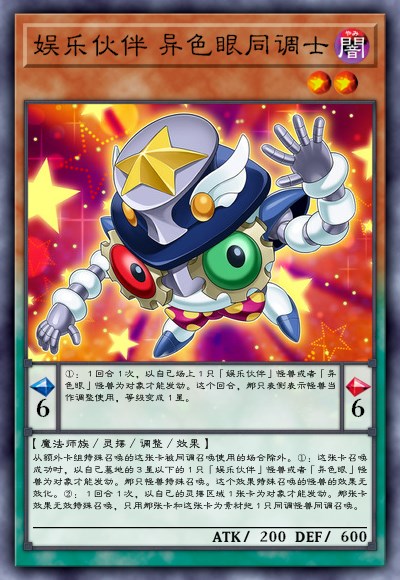 娱乐伙伴 异色眼同调士
闇
やみ
①：1回合1次，以自己场上1只「娱乐伙伴」怪兽或者「异
色眼」怪兽为对象才能发动。这个回合，那只表侧表示怪兽当
作调整使用，等级变成1星。
6
6
【魔法师族／灵摆／调整／效果】
从额外卡组特殊召唤的这张卡被同调召唤使用的场合除外。①：这张卡召唤
成功时，以自己墓地的3星以下的1只「娱乐伙伴」怪兽或者「异色眼」怪
兽为对象才能发动。那只怪兽特殊召唤。这个效果特殊召唤的怪兽的效果无
效化。②：1回合1次，以自己的灵摆区域1张卡为对象才能发动。那张卡
效果无效特殊召唤，只用那张卡和这张卡为素材把1只同调怪兽同调召唤。
ATK/ 200 DEF/ 600